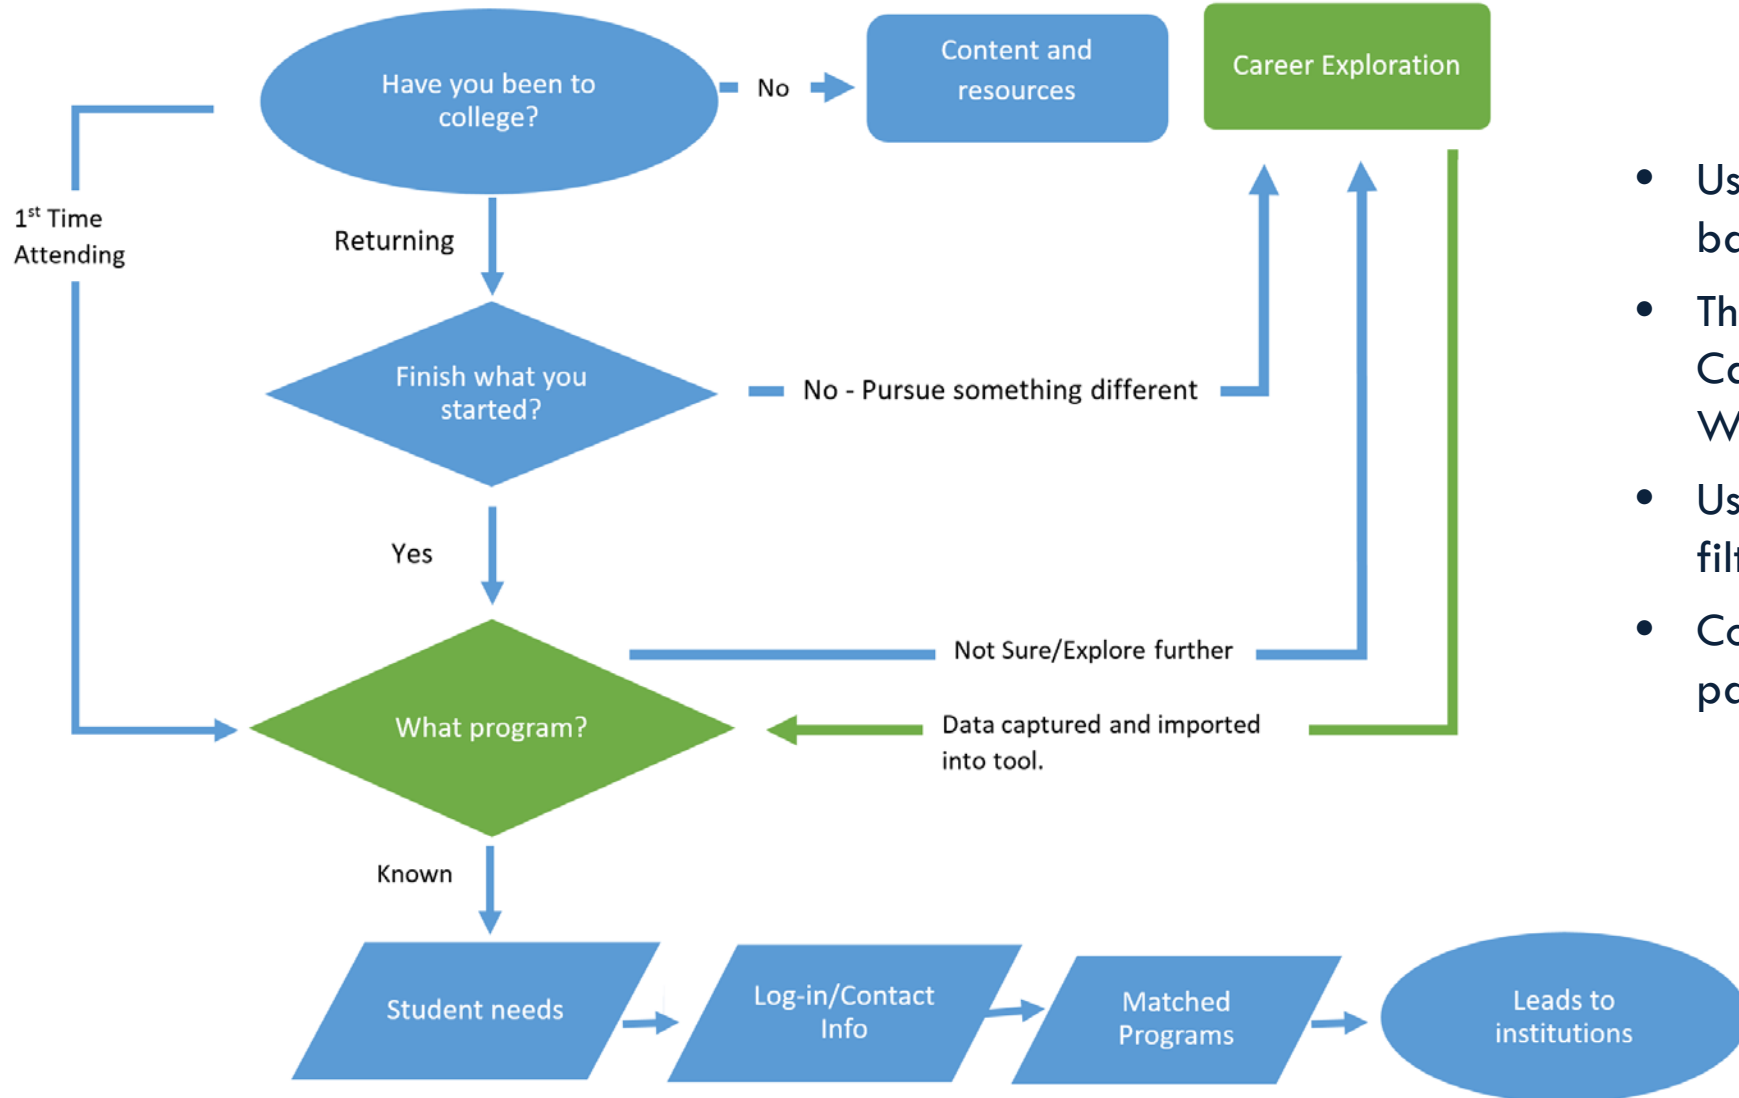 Have you been to
college?
No
Content and
resources
Career Exploration
1st Time
Attending
Returning
Finish what you
started?
No - Pursue something different
Yes
Not Sure/Explore further
What program?
Data captured and imported
into tool.
Known
Student needs
Log-in/Contact
Info
Matched
Programs
Leads to
institutions